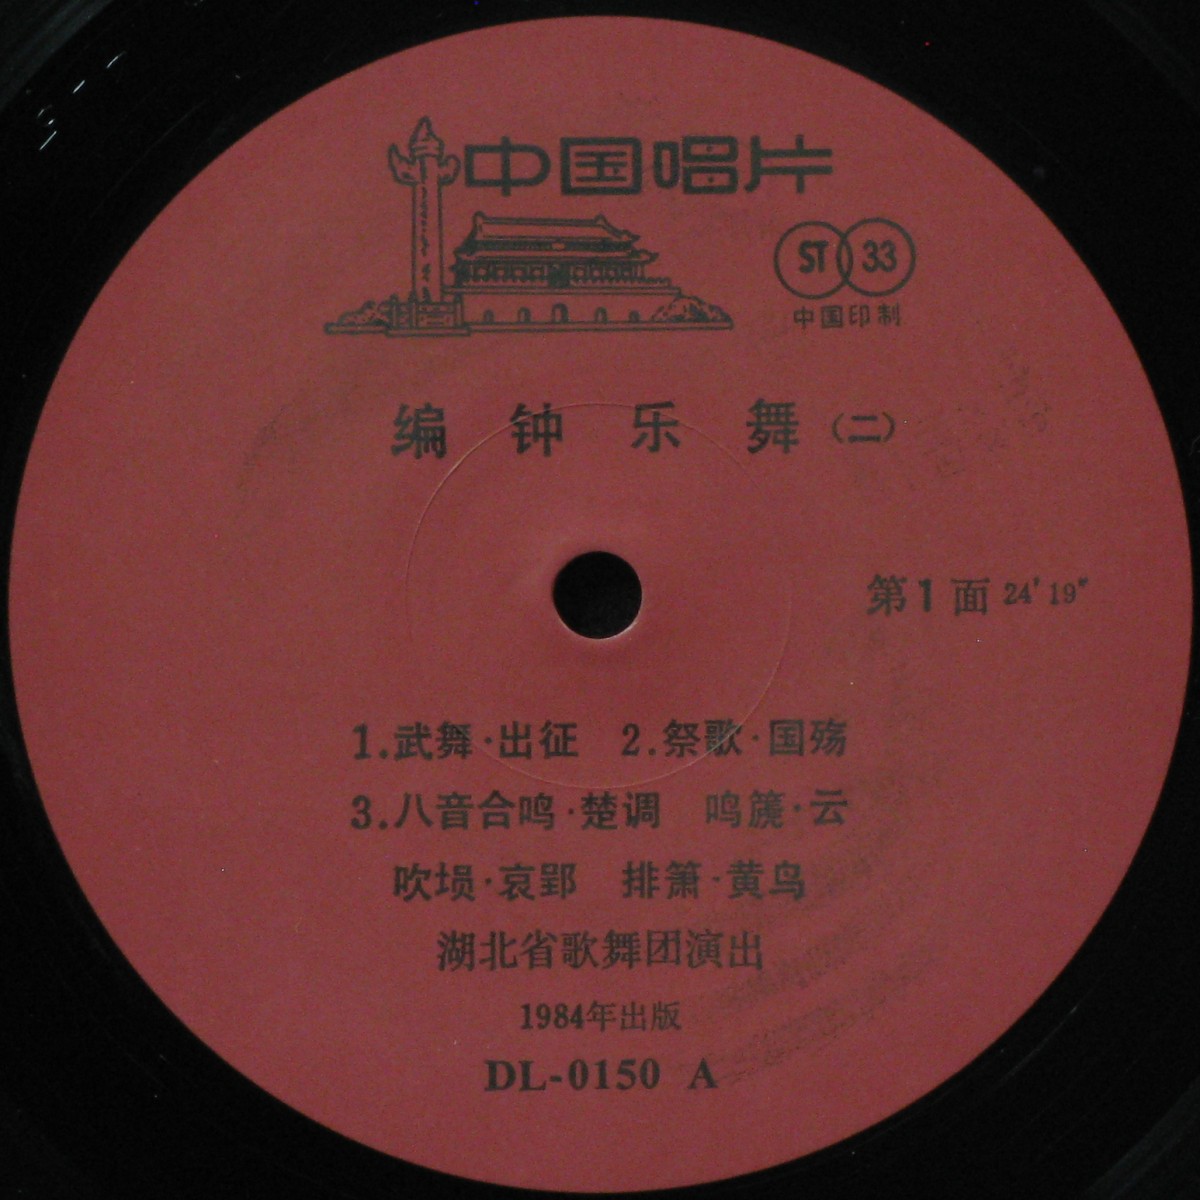 中国唱片
ST 33
中国印制
编钟乐舞(二)
第1面 24'19"
1.武舞·出征 2.祭歌·国殇
3.八音合鸣·楚调 鸣篪·云
吹埙·哀郢 排箫·黄鸟
湖北省歌舞团演出
1984年出版
DL-0150 A